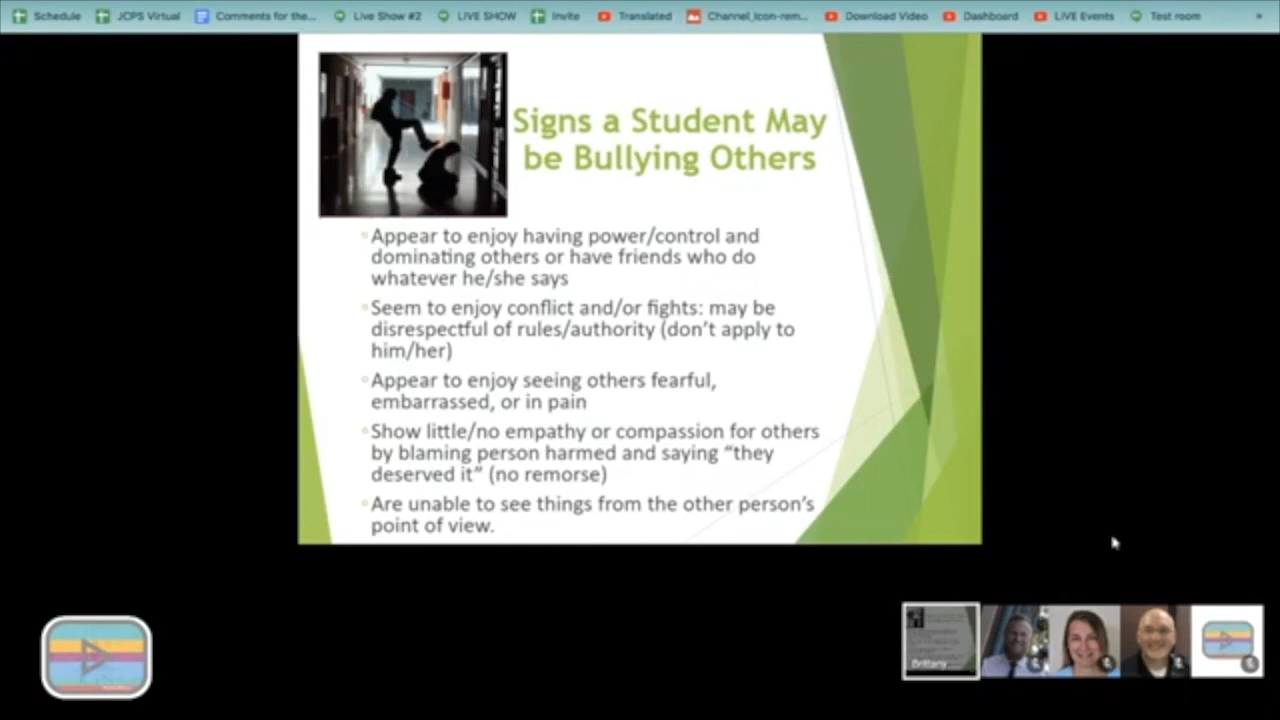 Schedule
JCPS Virtual
Comments for the...
Live Show #2
LIVE SHOW
Invite
Translated
Channel_Icon-rem...
Download Video
Dashboard
LIVE Events
Test room
»
Signs a Student May
be Bullying Others
Appear to enjoy having power/control and
dominating others or have friends who do
whatever he/she says
Seem to enjoy conflict and/or fights: may be
disrespectful of rules/authority (don't apply to
him/her)
Appear to enjoy seeing others fearful,
embarrassed, or in pain
Show little/no empathy or compassion for others
by blaming person harmed and saying “they
deserved it” (no remorse)
Are unable to see things from the other person's
point of view.
Brittany